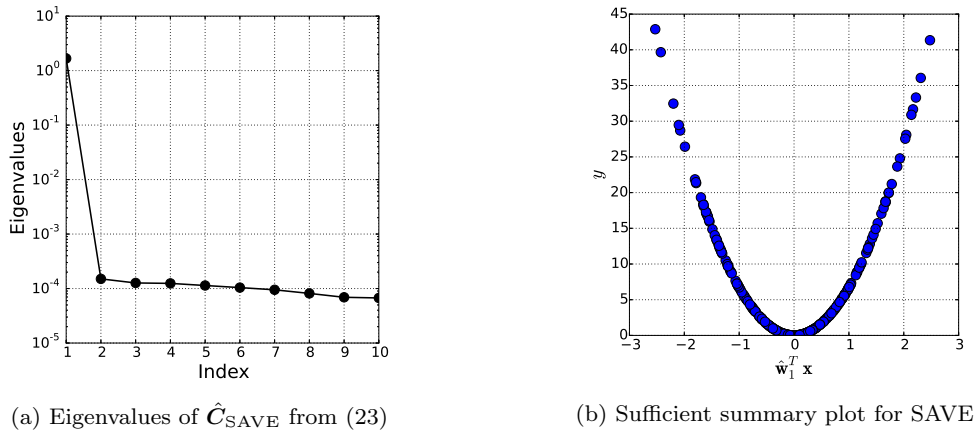 10^1
10^0
10^-1
10^-2
10^-3
10^-4
10^-5
Eigenvalues
1 2 3 4 5 6 7 8 9 10
Index
(a) Eigenvalues of Ĉ_SAVE from (23)
45
40
35
30
25
20
15
10
5
0
y
−3 −2 −1 0 1 2 3
ŵ_1^T x
(b) Sufficient summary plot for SAVE